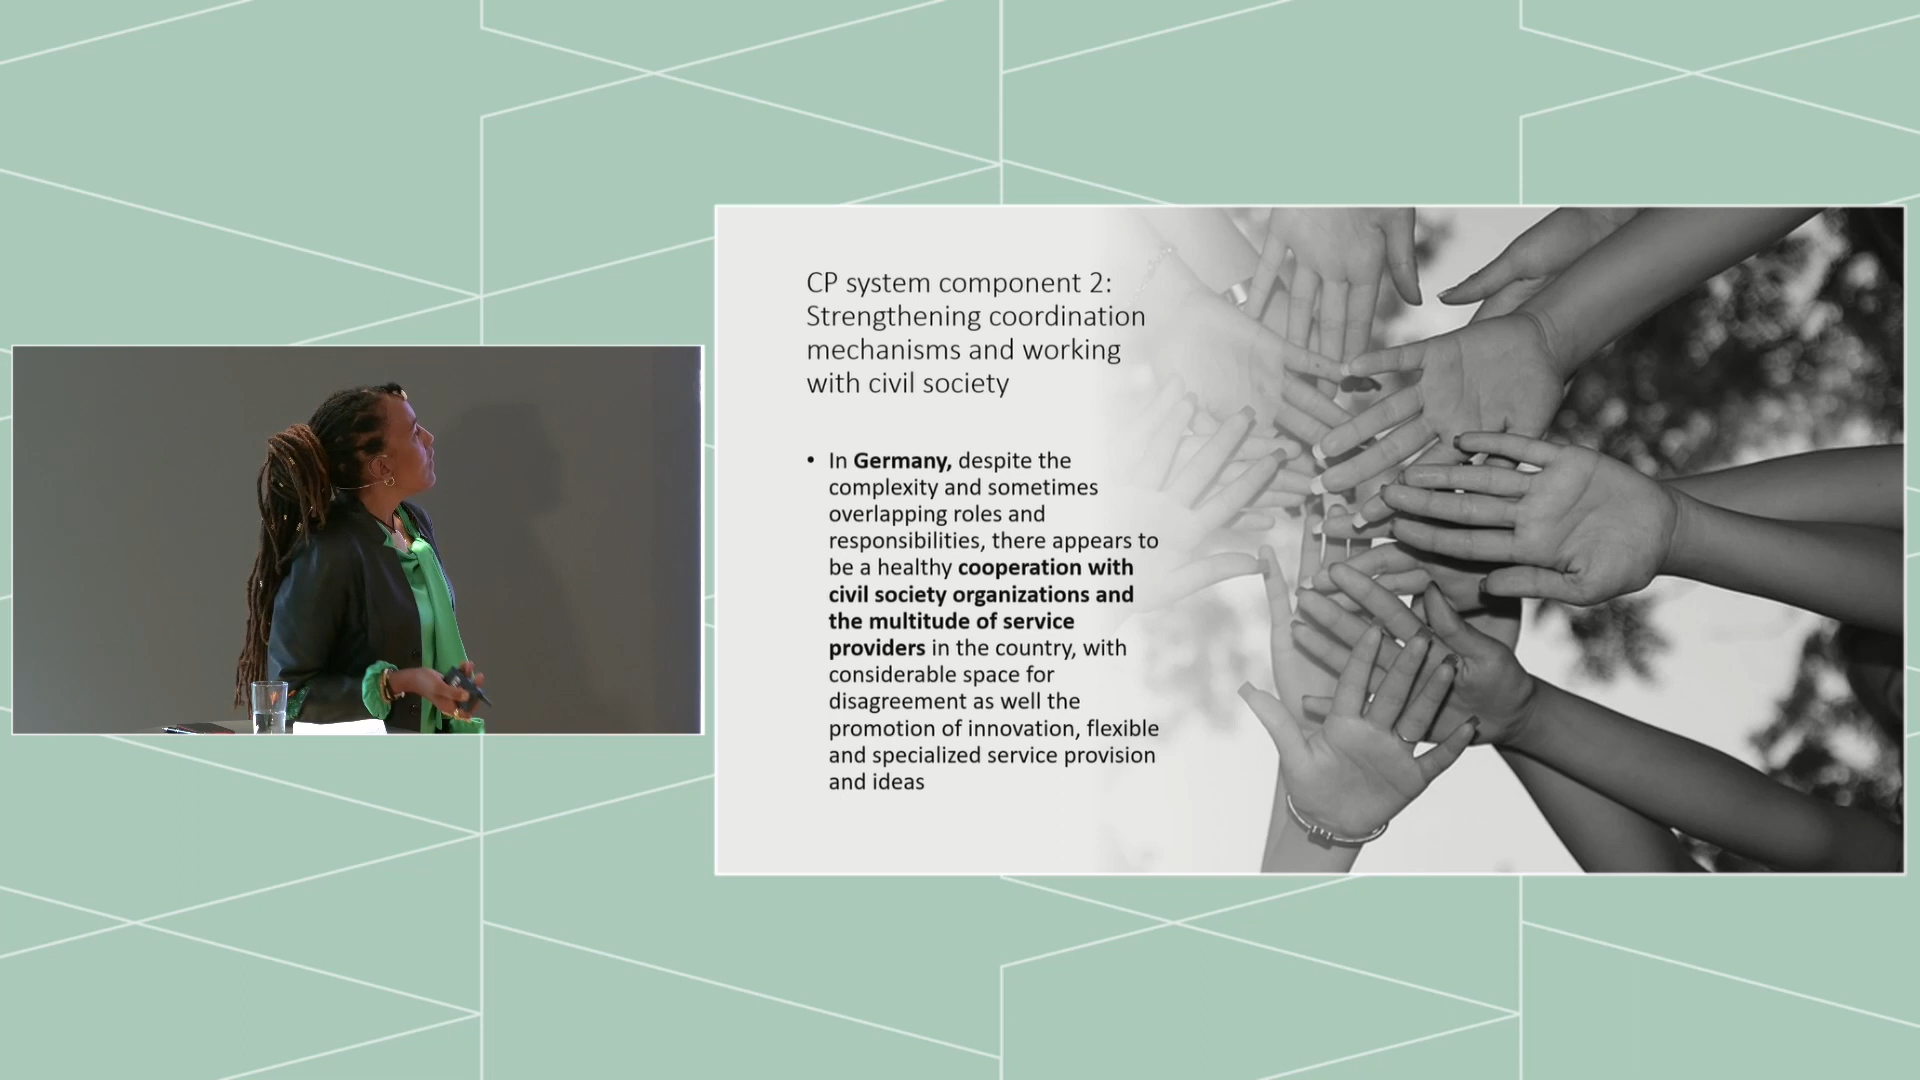 CP system component 2:
Strengthening coordination
mechanisms and working
with civil society
• In Germany, despite the
complexity and sometimes
overlapping roles and
responsibilities, there appears to
be a healthy cooperation with
civil society organizations and
the multitude of service
providers in the country, with
considerable space for
disagreement as well the
promotion of innovation, flexible
and specialized service provision
and ideas